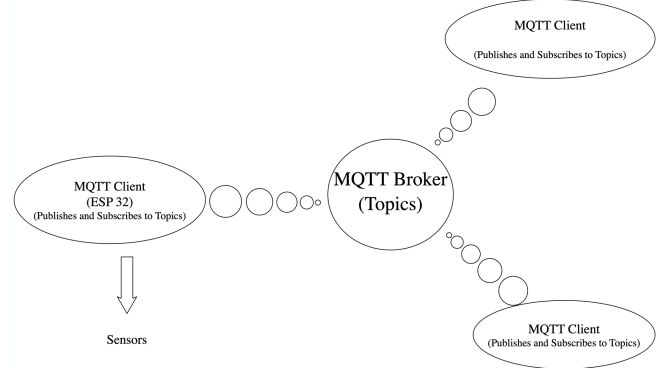 MQTT Client
(Publishes and Subscribes to Topics)
MQTT Broker
(Topics)
MQTT Client
(ESP 32)
(Publishes and Subscribes to Topics)
Sensors
MQTT Client
(Publishes and Subscribes to Topics)